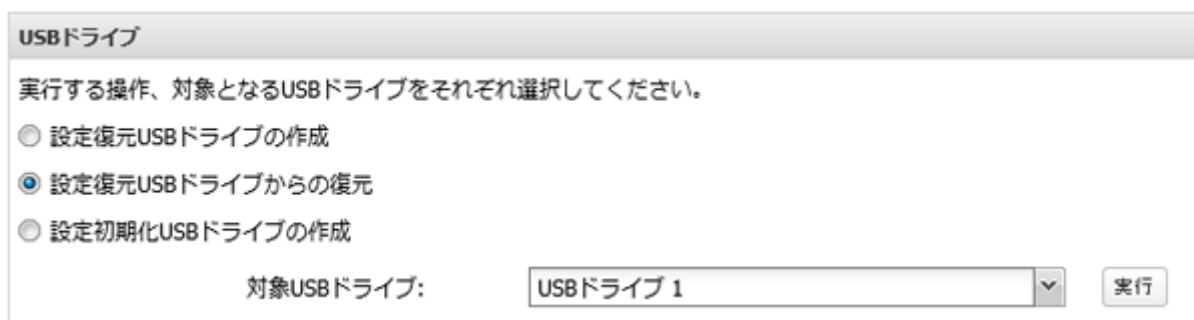 USBドライブ
実行する操作、対象となるUSBドライブをそれぞれ選択してください。
設定復元USBドライブの作成
設定復元USBドライブからの復元
設定初期化USBドライブの作成
対象USBドライブ: USBドライブ 1 実行